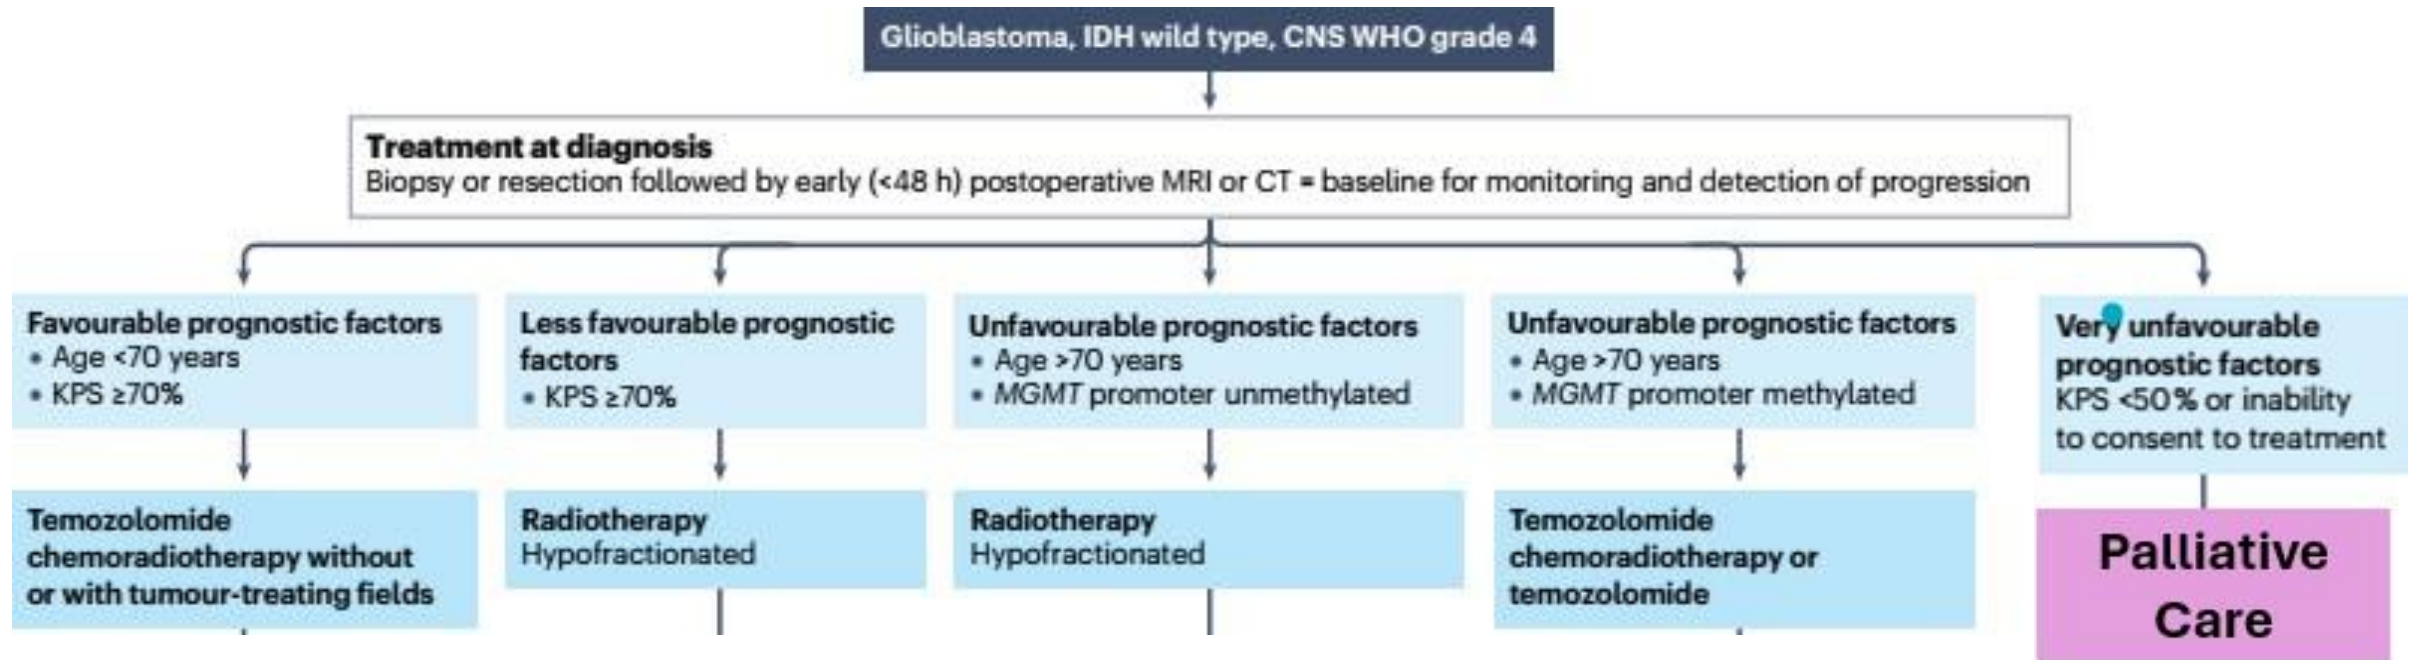 Glioblastoma, IDH wild type, CNS WHO grade 4
Treatment at diagnosis
Biopsy or resection followed by early (<48 h) postoperative MRI or CT = baseline for monitoring and detection of progression
Favourable prognostic factors
• Age <70 years
• KPS ≥70%
Less favourable prognostic
factors
• KPS ≥70%
Unfavourable prognostic factors
• Age >70 years
• MGMT promoter unmethylated
Unfavourable prognostic factors
• Age >70 years
• MGMT promoter methylated
Very unfavourable
prognostic factors
KPS <50% or inability
to consent to treatment
Temozolomide
chemoradiotherapy without
or with tumour-treating fields
Radiotherapy
Hypofractionated
Radiotherapy
Hypofractionated
Temozolomide
chemoradiotherapy or
temozolomide
Palliative
Care